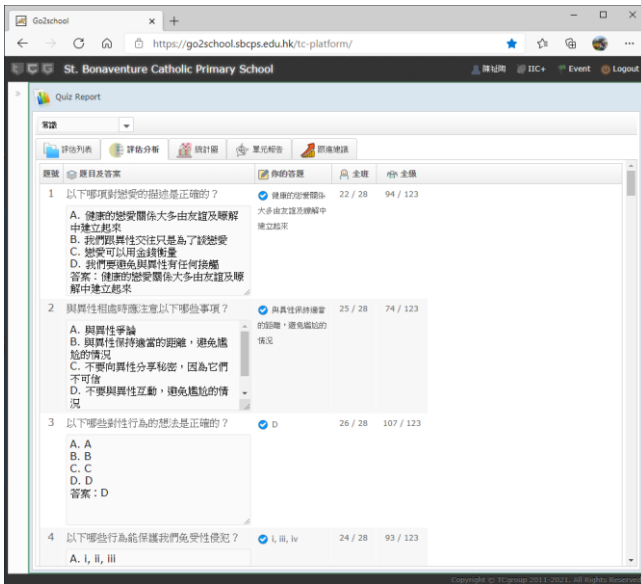 Go2school
https://go2school.sbcps.edu.hk/tc-platform/
St. Bonaventure Catholic Primary School
IIC+ Event Logout
Quiz Report
常識
評估列表 評估分析 統計圖 單元報告 跟進建議
題號 題目及答案 你的答題 全班 全級
1 以下哪項對戀愛的描述是正確的？ 健康的戀愛關係大多由友誼及瞭解中建立起來 22 / 28 94 / 123
A. 健康的戀愛關係大多由友誼及瞭解
中建立起來
B. 我們跟異性交往只是為了談戀愛
C. 戀愛可以用金錢衡量
D. 我們要避免與異性有任何接觸
答案：健康的戀愛關係大多由友誼及瞭
解中建立起來
2 與異性相處時應注意以下哪些事項？ 與異性保持適當的距離，避免尷尬的情況 25 / 28 74 / 123
A. 與異性爭論
B. 與異性保持適當的距離，避免尷
尬的情況
C. 不要向異性分享秘密，因為它們
不可信
D. 不要與異性互動，避免尷尬的情
況
3 以下哪些對性行為的想法是正確的？ D 26 / 28 107 / 123
A. A
B. B
C. C
D. D
答案：D
4 以下哪些行為能保護我們免受性侵犯？ i, iii, iv 24 / 28 93 / 123
A. i, ii, iii
Copyright © TCgroup 2011-2021. All Rights Reserved